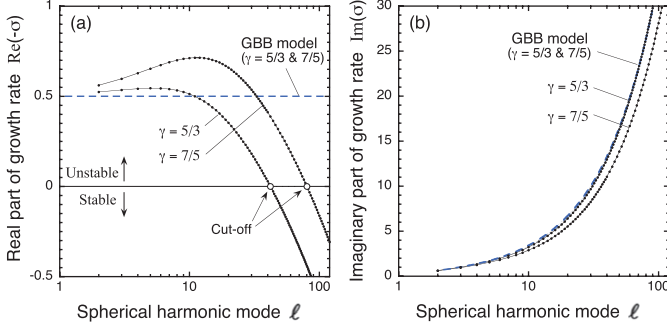 (a)
GBB model
(γ = 5/3 & 7/5)
γ = 5/3
γ = 7/5
Unstable
Stable
Cut-off
Real part of growth rate Re(-σ)
1
0.5
0
-0.5
1
10
100
Spherical harmonic mode ℓ
(b)
GBB model
(γ = 5/3 & 7/5)
γ = 5/3
γ = 7/5
Imaginary part of growth rate Im(σ)
30
25
20
15
10
5
0
1
10
100
Spherical harmonic mode ℓ